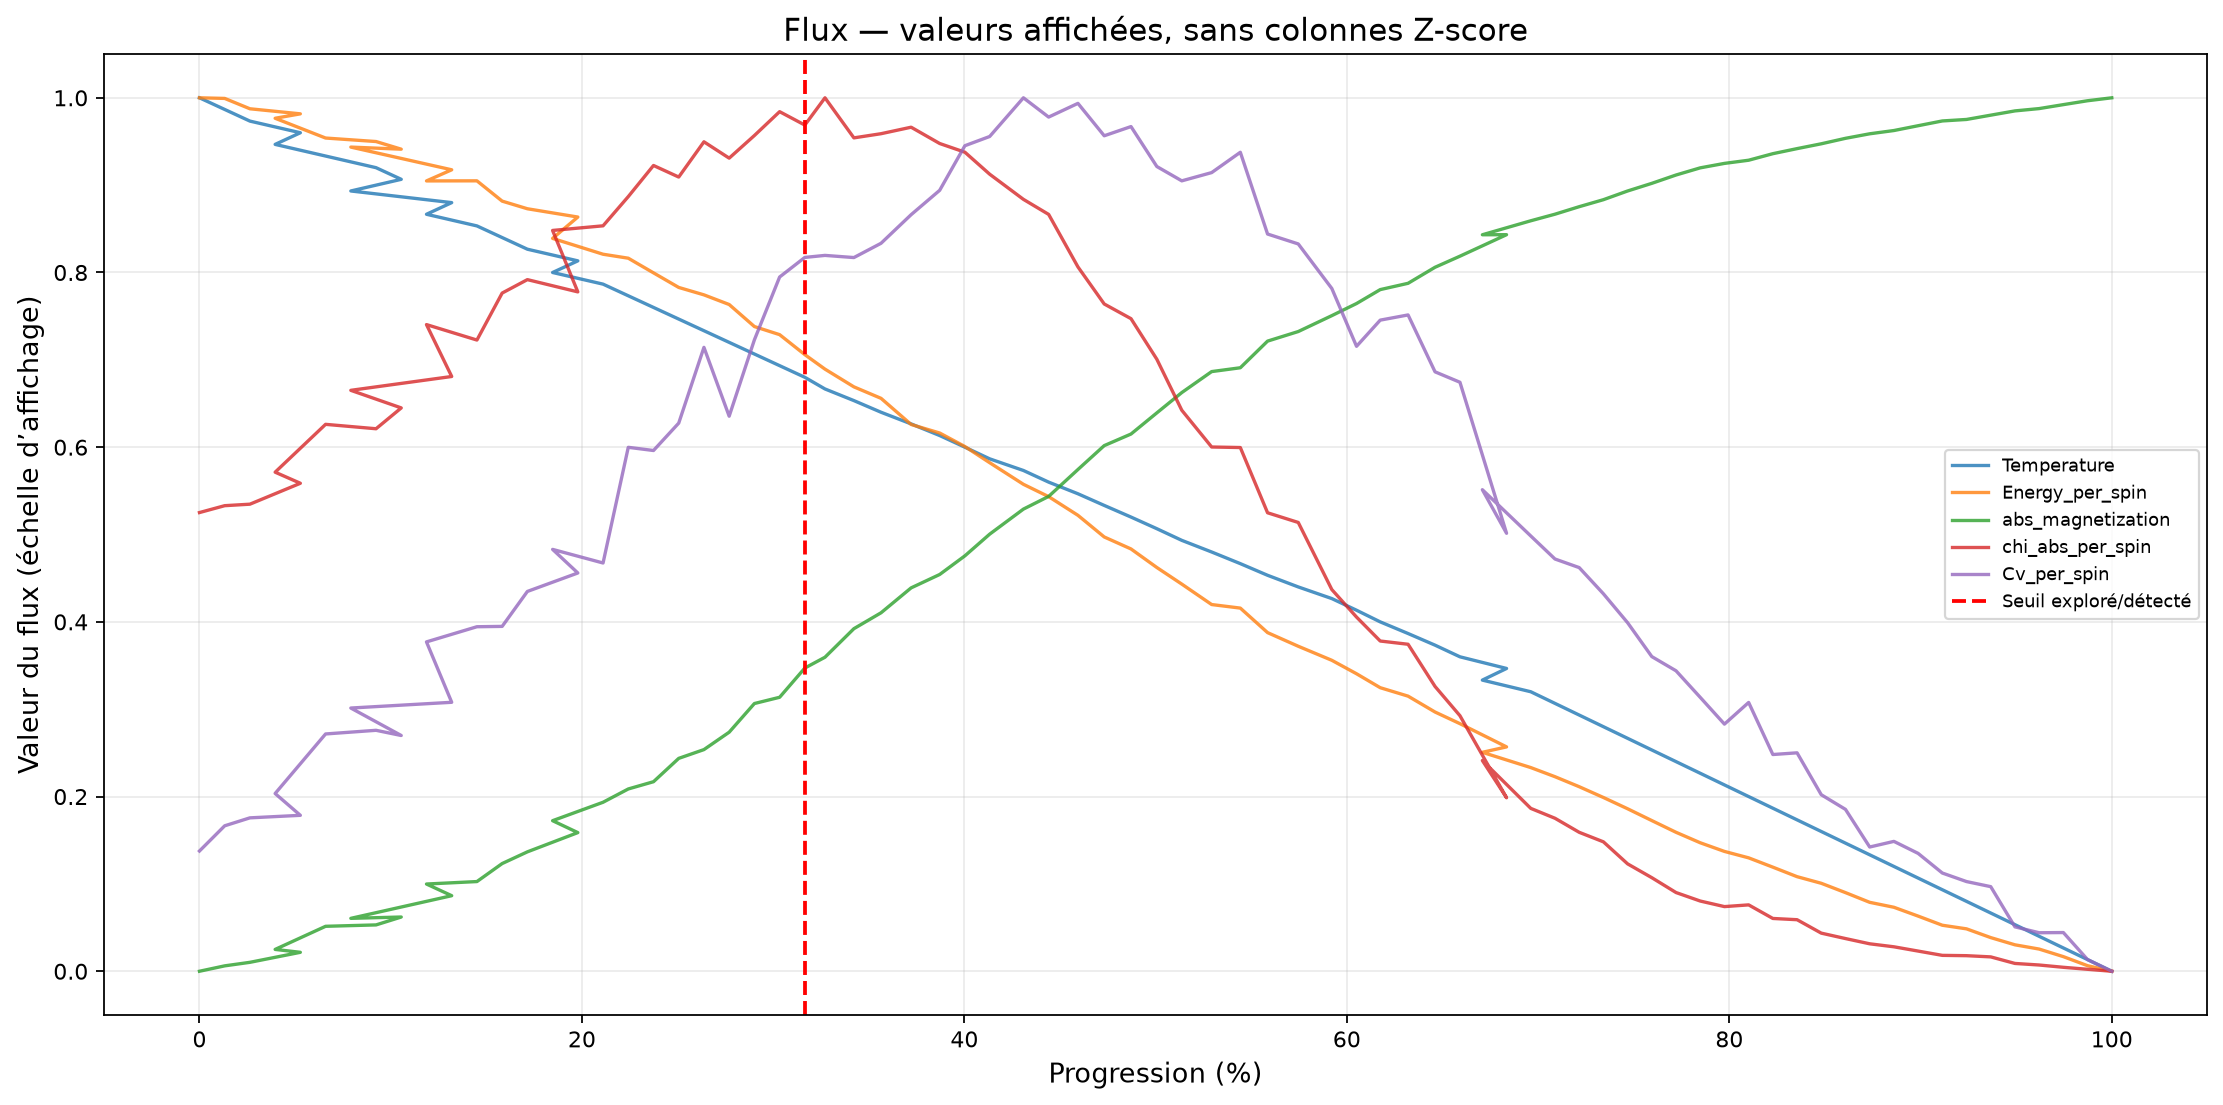 Flux — valeurs affichées, sans colonnes Z-score
Valeur du flux (échelle d’affichage)
1.0
0.8
0.6
0.4
0.2
0.0
Temperature
Energy_per_spin
abs_magnetization
chi_abs_per_spin
Cv_per_spin
Seuil exploré/détecté
0 20 40 60 80 100
Progression (%)